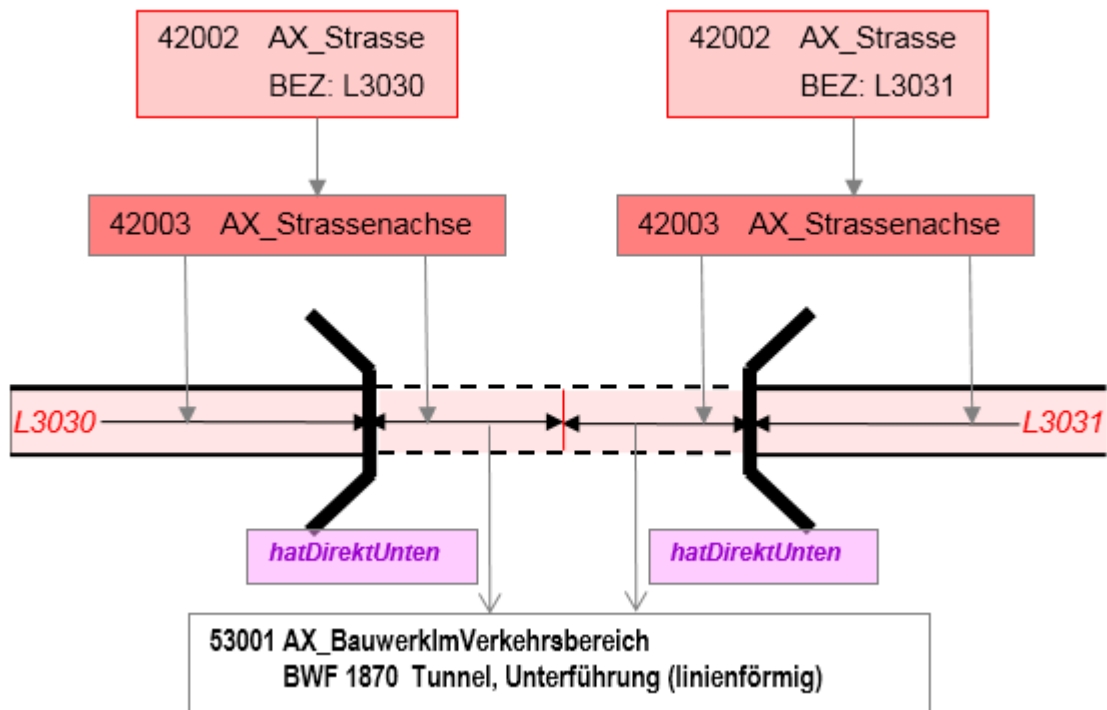 42002 AX_Strasse
BEZ: L3030
42002 AX_Strasse
BEZ: L3031
42003 AX_Strassenachse
42003 AX_Strassenachse
L3030
L3031
hatDirektUnten
hatDirektUnten
53001 AX_BauwerkImVerkehrsbereich
BWF 1870 Tunnel, Unterführung (linienförmig)